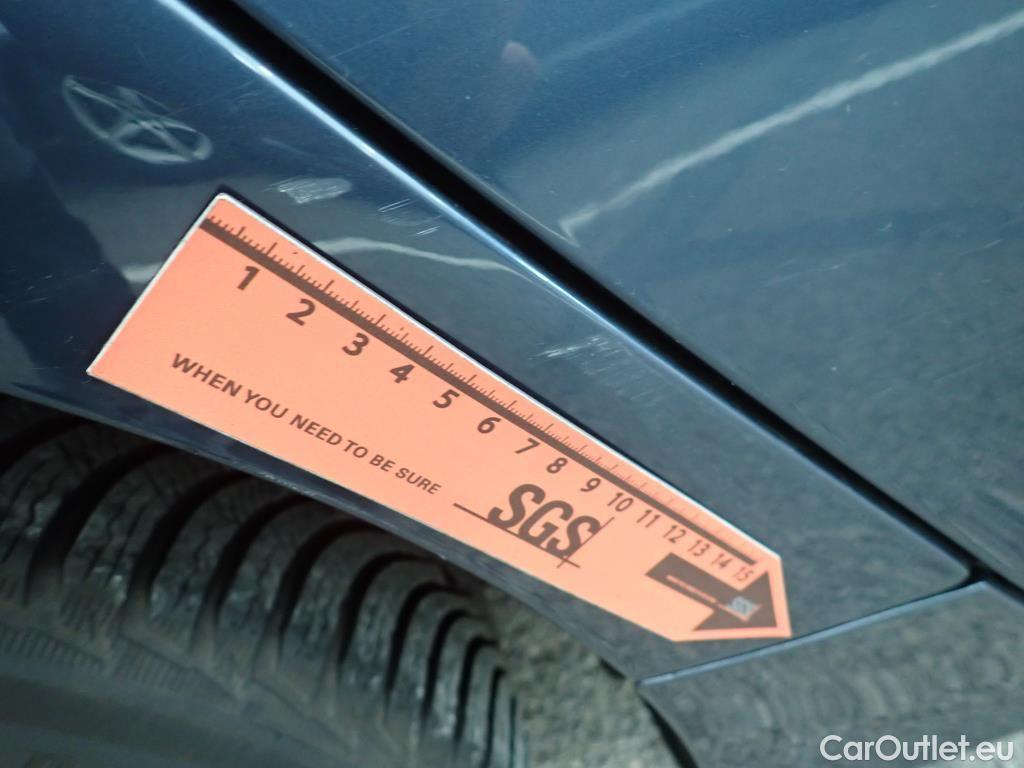 1 2 3 4 5 6 7 8 9 10 11 12 13 14 15
WHEN YOU NEED TO BE SURE
SGS
CarOutlet.eu